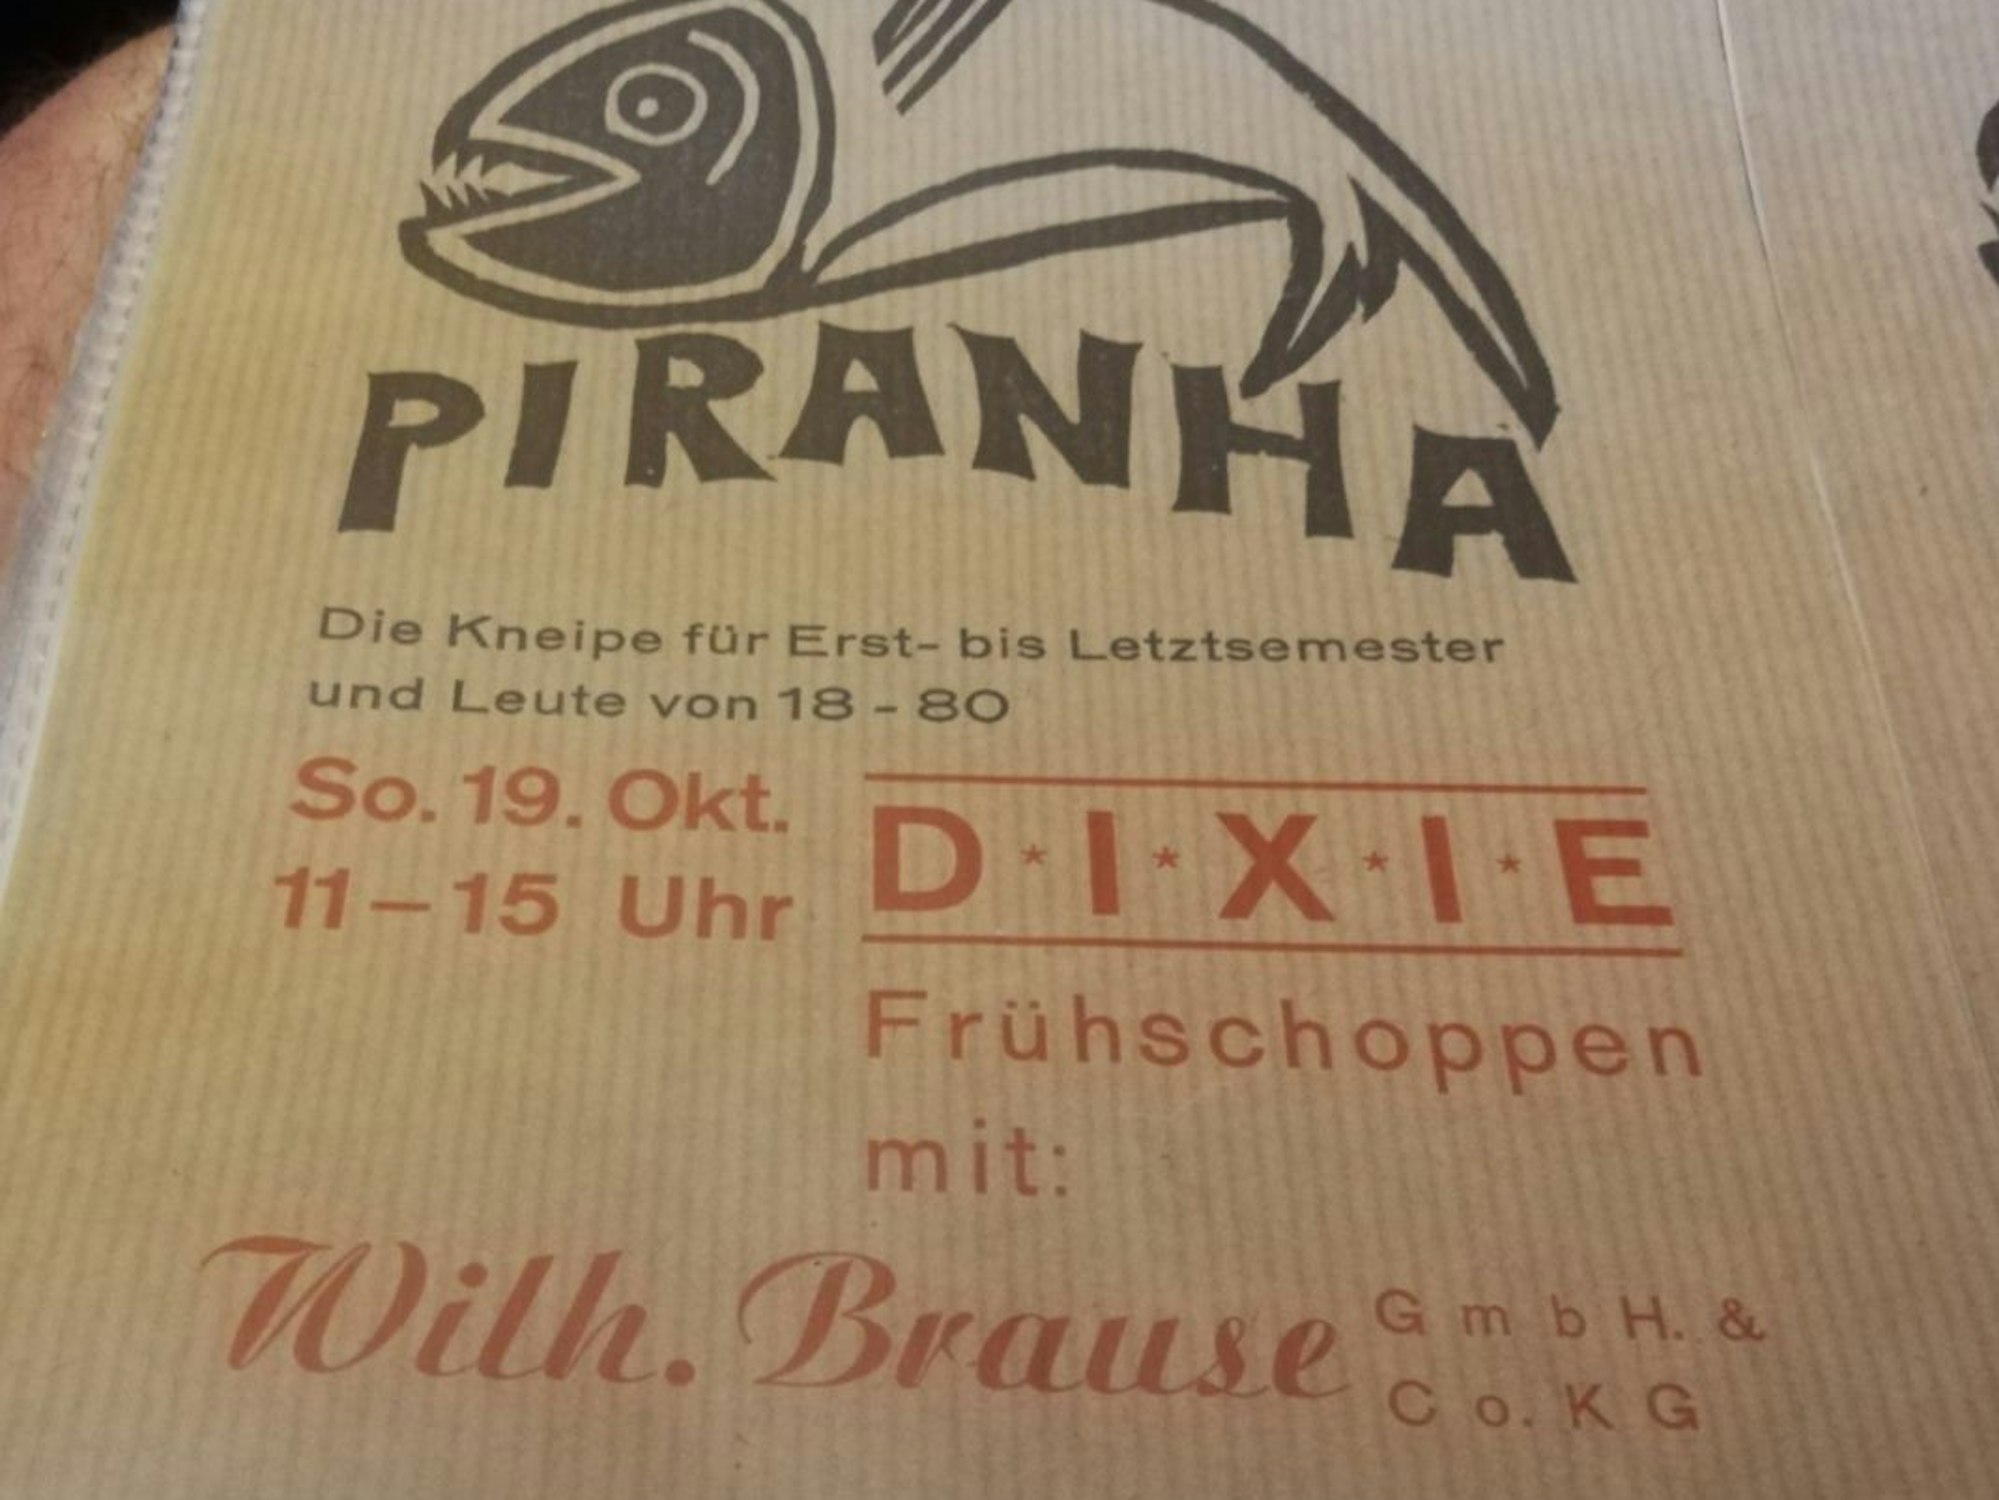 PIRANHA
Die Kneipe für Erst- bis Letztsemester
und Leute von 18 - 80
So. 19. Okt.
11 – 15 Uhr
D * I * X * I * E
Frühschoppen
mit:
Wilh. Brause GmbH. &
Co. KG